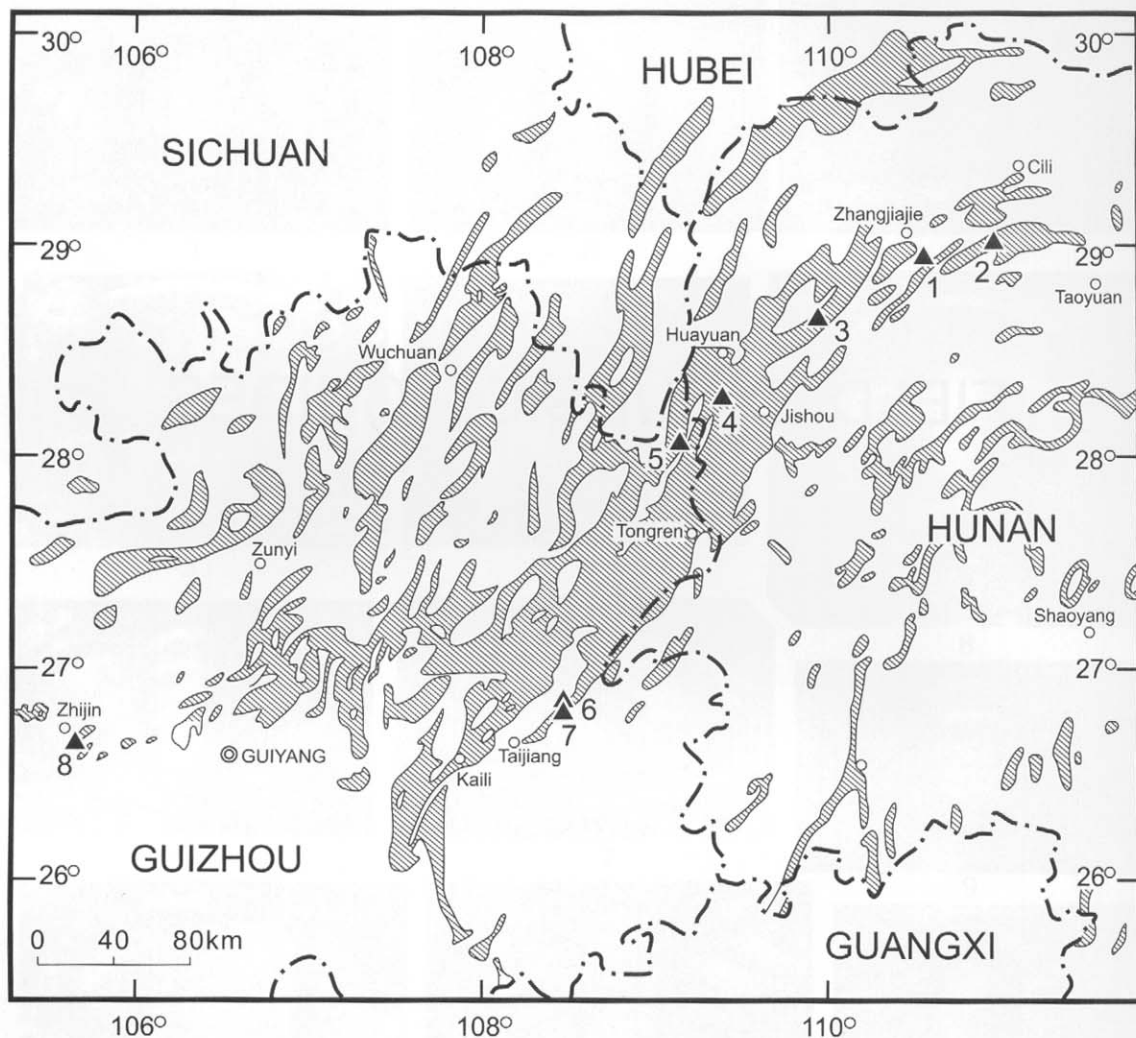 106° 108° 110°
30° 30°
HUBEI
SICHUAN
Cili
Zhangjiajie
29° 29°
1 2
Taoyuan
3
Huayuan
Wuchuan
4
Jishou
5
28° 28°
HUNAN
Tongren
Zunyi
Shaoyang
27° 27°
6
Zhijin
7
8
GUIYANG
Taijiang
Kaili
GUIZHOU
26° 26°
0 40 80km
GUANGXI
106° 108° 110°